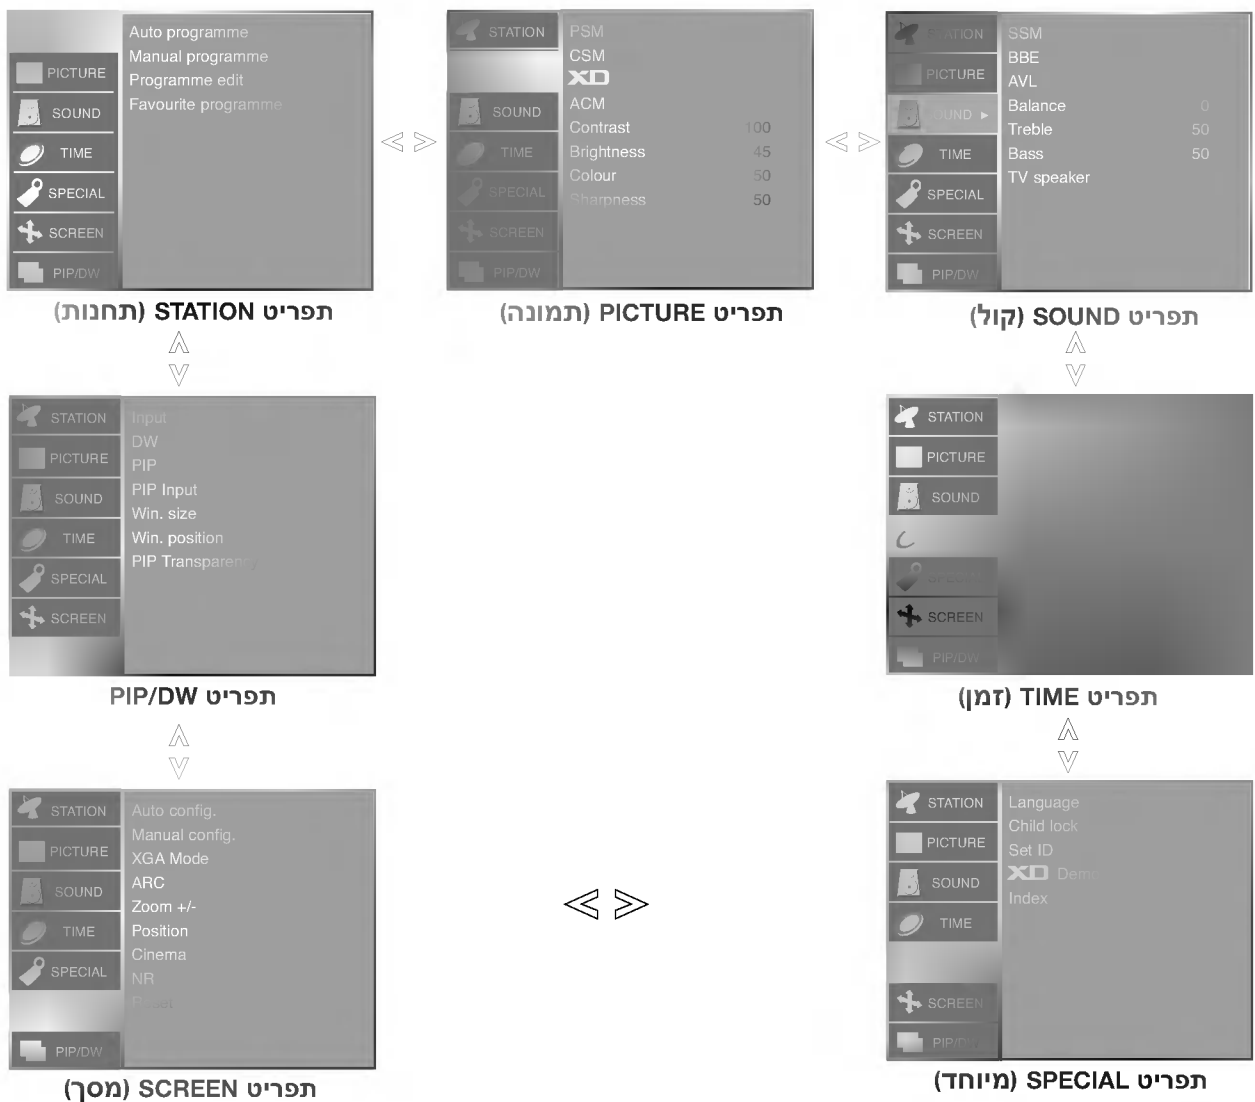 Auto programme
Manual programme
Programme edit
Favourite programme
PICTURE
SOUND
TIME
SPECIAL
SCREEN
PIP/DW
תפריט STATION (תחנות)
STATION
SOUND
TIME
SPECIAL
SCREEN
PIP/DW
PSM
CSM
XD
ACM
Contrast 100
Brightness 45
Colour 50
Sharpness 50
תפריט PICTURE (תמונה)
STATION
PICTURE
SOUND
TIME
SPECIAL
SCREEN
PIP/DW
SSM
BBE
AVL
Balance 0
Treble 50
Bass 50
TV speaker
תפריט SOUND (קול)
STATION
PICTURE
SOUND
TIME
SPECIAL
SCREEN
Input
DW
PIP
PIP Input
Win. size
Win. position
PIP Transparency
תפריט PIP/DW
STATION
PICTURE
SOUND
SPECIAL
SCREEN
PIP/DW
תפריט TIME (זמן)
STATION
PICTURE
SOUND
TIME
SPECIAL
PIP/DW
Auto config.
Manual config.
XGA Mode
ARC
Zoom +/-
Position
Cinema
NR
Reset
תפריט SCREEN (מסך)
STATION
PICTURE
SOUND
TIME
SCREEN
PIP/DW
Language
Child lock
Set ID
XD Demo
Index
תפריט SPECIAL (מיוחד)